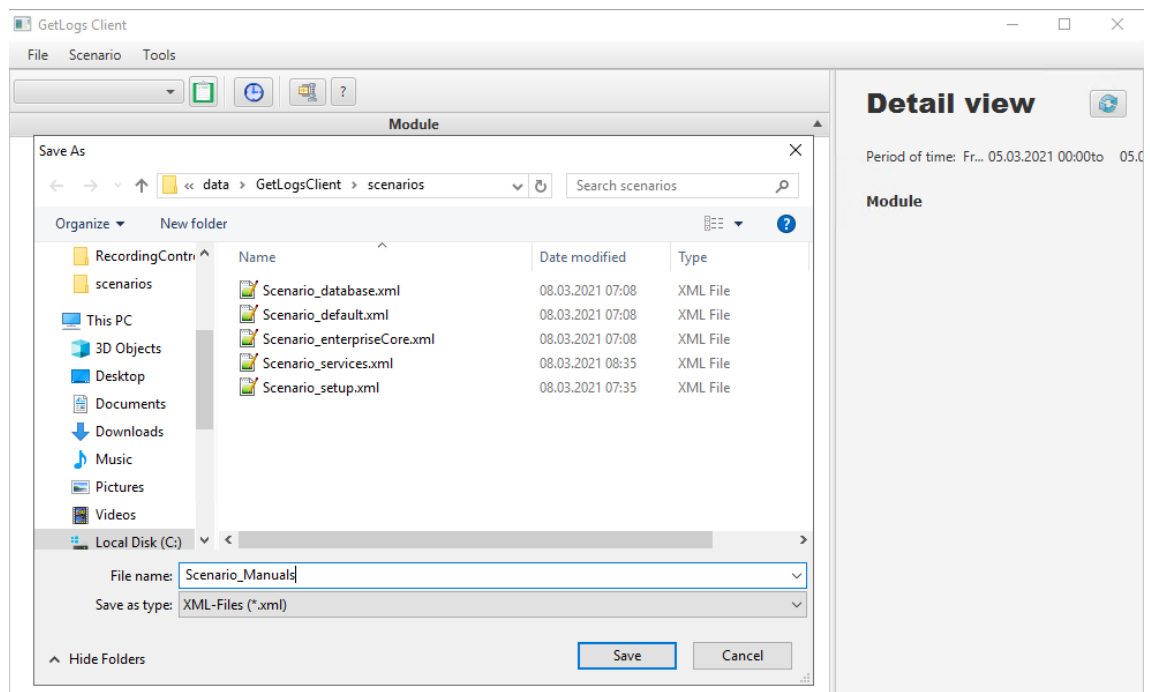 GetLogs Client
File Scenario Tools
?
Module
Detail view
Period of time: Fr... 05.03.2021 00:00to 05.0
Module
Save As
« data > GetLogsClient > scenarios
Search scenarios
Organize New folder
?
RecordingContr
scenarios
This PC
3D Objects
Desktop
Documents
Downloads
Music
Pictures
Videos
Local Disk (C:)
Name Date modified Type
Scenario_database.xml 08.03.2021 07:08 XML File
Scenario_default.xml 08.03.2021 07:08 XML File
Scenario_enterpriseCore.xml 08.03.2021 07:08 XML File
Scenario_services.xml 08.03.2021 08:35 XML File
Scenario_setup.xml 08.03.2021 07:35 XML File
File name: Scenario_Manuals
Save as type: XML-Files (*.xml)
Hide Folders
Save Cancel